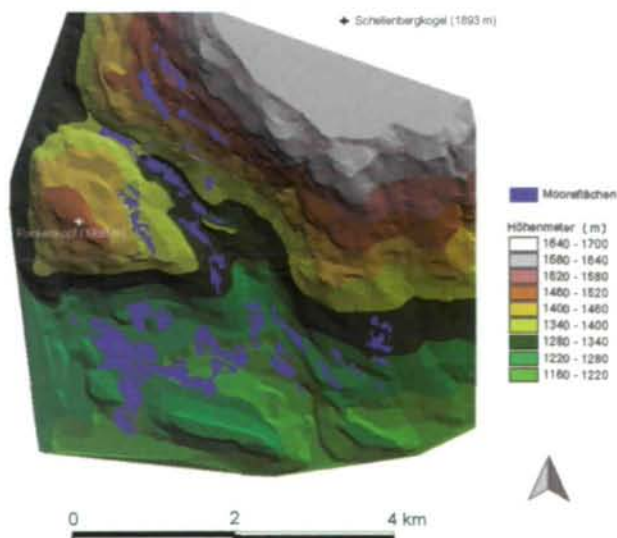 Schellenbergkogel (1893 m)
Mooreflächen
Höhenmeter (m)
1640 - 1700
1580 - 1640
1520 - 1580
1460 - 1520
1400 - 1460
1340 - 1400
1280 - 1340
1220 - 1280
1160 - 1220
0 2 4 km